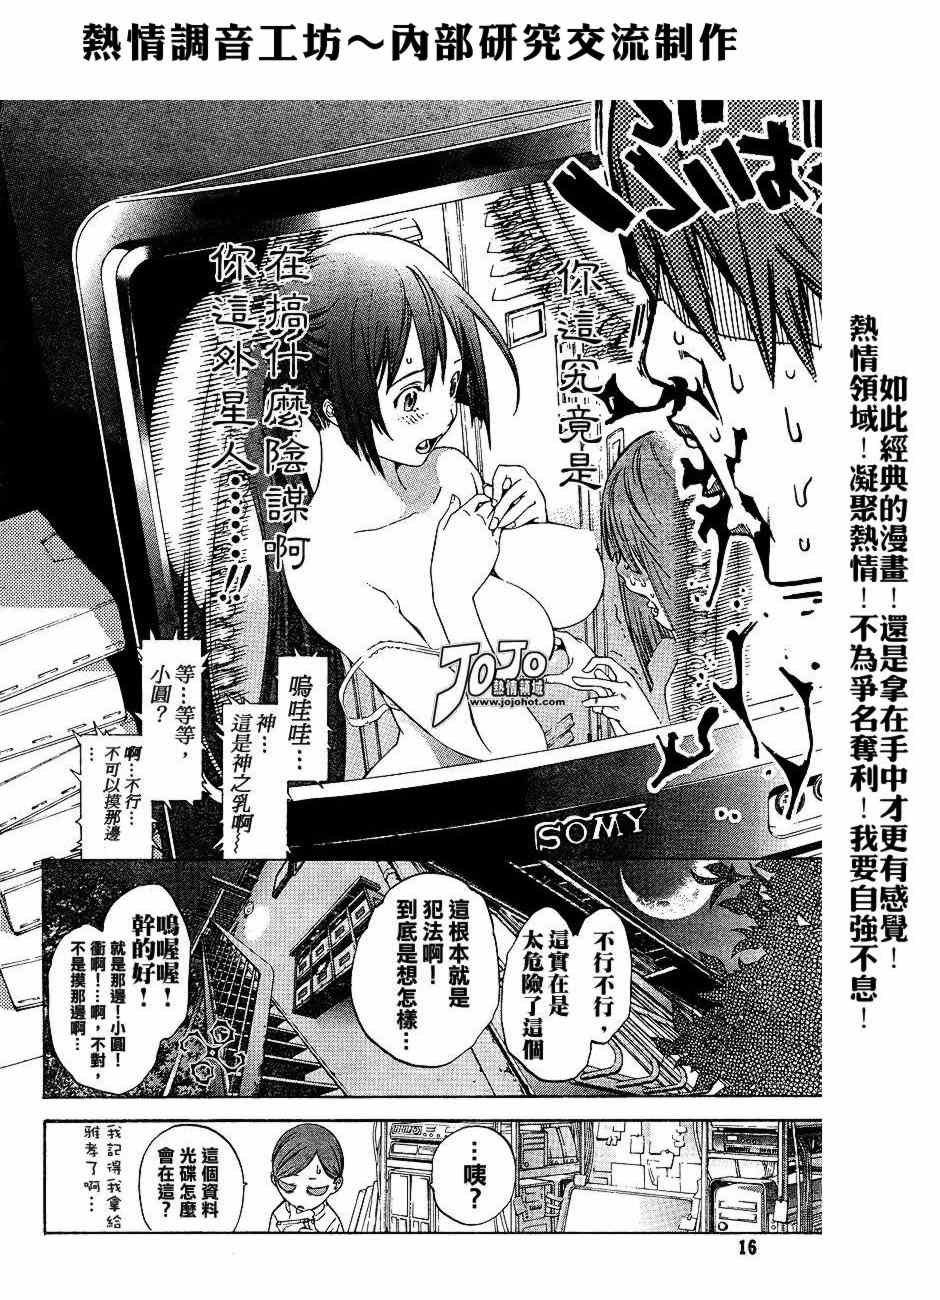 熱情調音工坊～內部研究交流制作
如此經典的漫畫！還是拿在手中才更有感覺！
熱情領域！凝聚熱情！不為爭名奪利！我要自強不息！
你這究竟是
在搞什麼陰謀啊
你這外星人……!!
嗚哇哇…
神…
這是神之乳啊～
等…等等，
小圓？
啊…不行…
不可以摸那邊
…
JOJO
熱情領域
www.jojohot.com
SOMY
不行不行，
這實在是
太危險了這個
這根本就是
犯法啊！
到底是想怎樣…
嗚喔喔！
幹的好！
就是那邊！小圓！
衝啊！…啊，不對，
不是摸那邊啊…
…咦？
這個資料
光碟怎麼
會在這？
我記得我拿給
雅孝了啊…
16